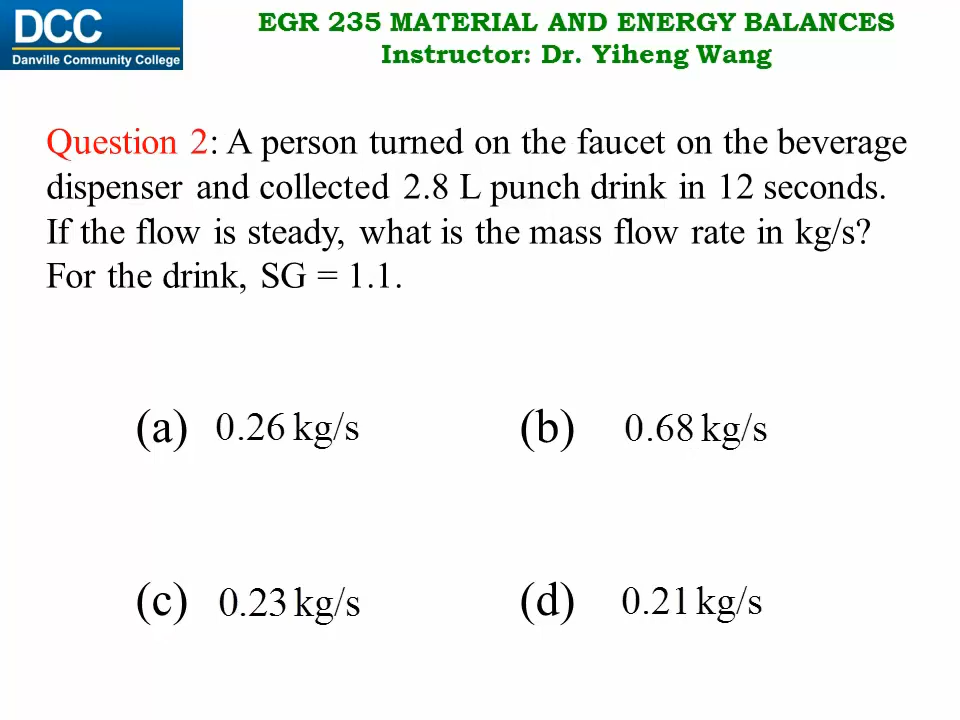 DCC
Danville Community College
EGR 235 MATERIAL AND ENERGY BALANCES
Instructor: Dr. Yiheng Wang
Question 2: A person turned on the faucet on the beverage
dispenser and collected 2.8 L punch drink in 12 seconds.
If the flow is steady, what is the mass flow rate in kg/s?
For the drink, SG = 1.1.
(a) 0.26 kg/s (b) 0.68 kg/s
(c) 0.23 kg/s (d) 0.21 kg/s